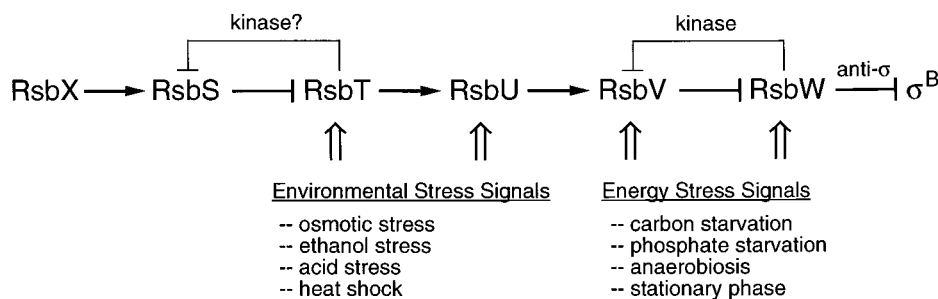 kinase? kinase
RsbX RsbS RsbT RsbU RsbV RsbW anti-σ σB
Environmental Stress Signals Energy Stress Signals
-- osmotic stress -- carbon starvation
-- ethanol stress -- phosphate starvation
-- acid stress -- anaerobiosis
-- heat shock -- stationary phase